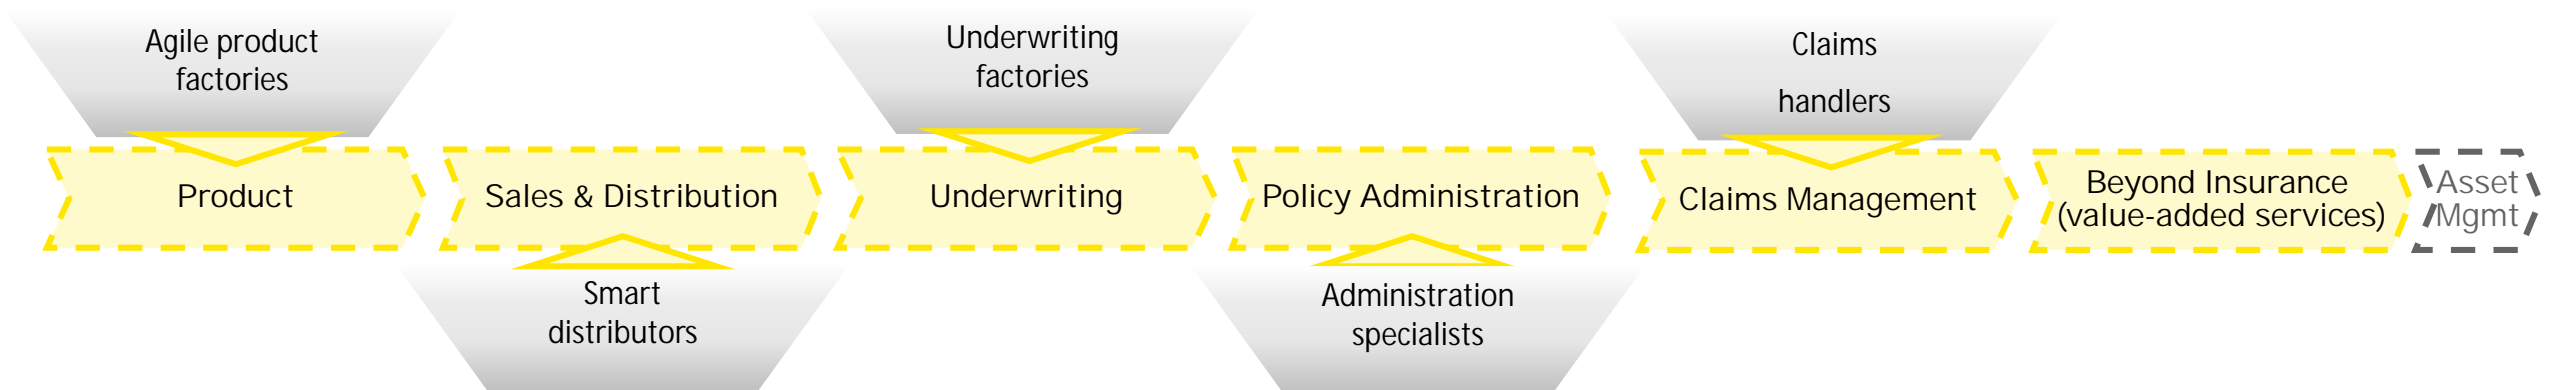 Agile product
factories
Underwriting
factories
Claims
handlers
Product
Sales & Distribution
Underwriting
Policy Administration
Claims Management
Beyond Insurance
(value-added services)
Asset
Mgmt
Smart
distributors
Administration
specialists